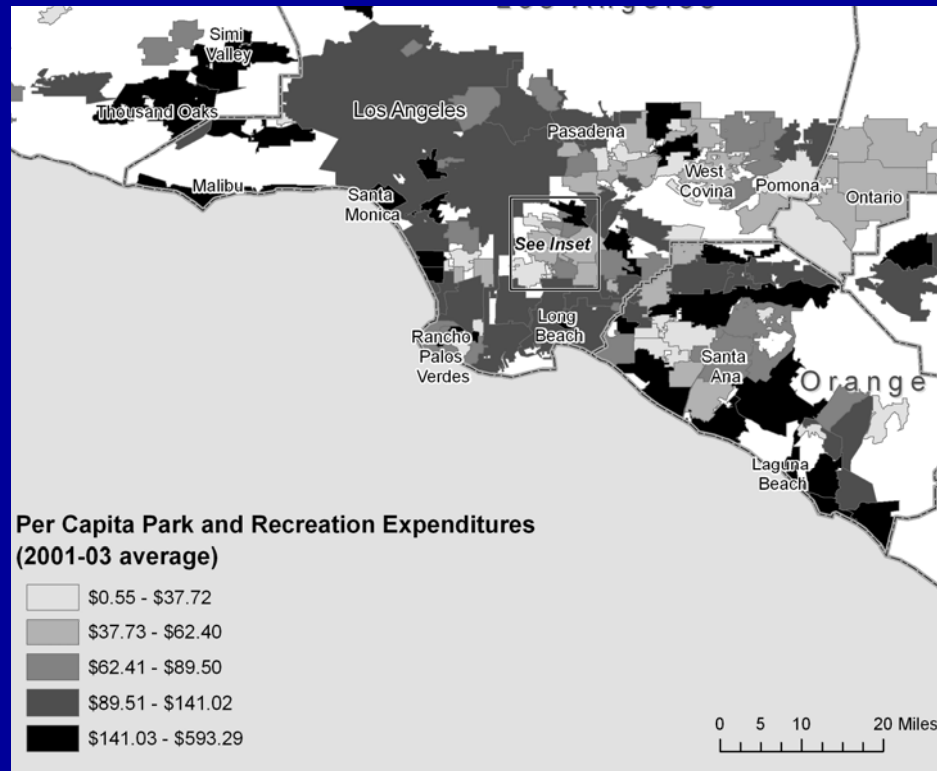 Los Angeles
Simi
Valley
Thousand Oaks
Los Angeles
Pasadena
Malibu
Santa
Monica
West
Covina
Pomona
Ontario
See Inset
Long
Beach
Rancho
Palos
Verdes
Santa
Ana
Orange
Laguna
Beach
Per Capita Park and Recreation Expenditures
(2001-03 average)
$0.55 - $37.72
$37.73 - $62.40
$62.41 - $89.50
$89.51 - $141.02
$141.03 - $593.29
0 5 10 20 Miles